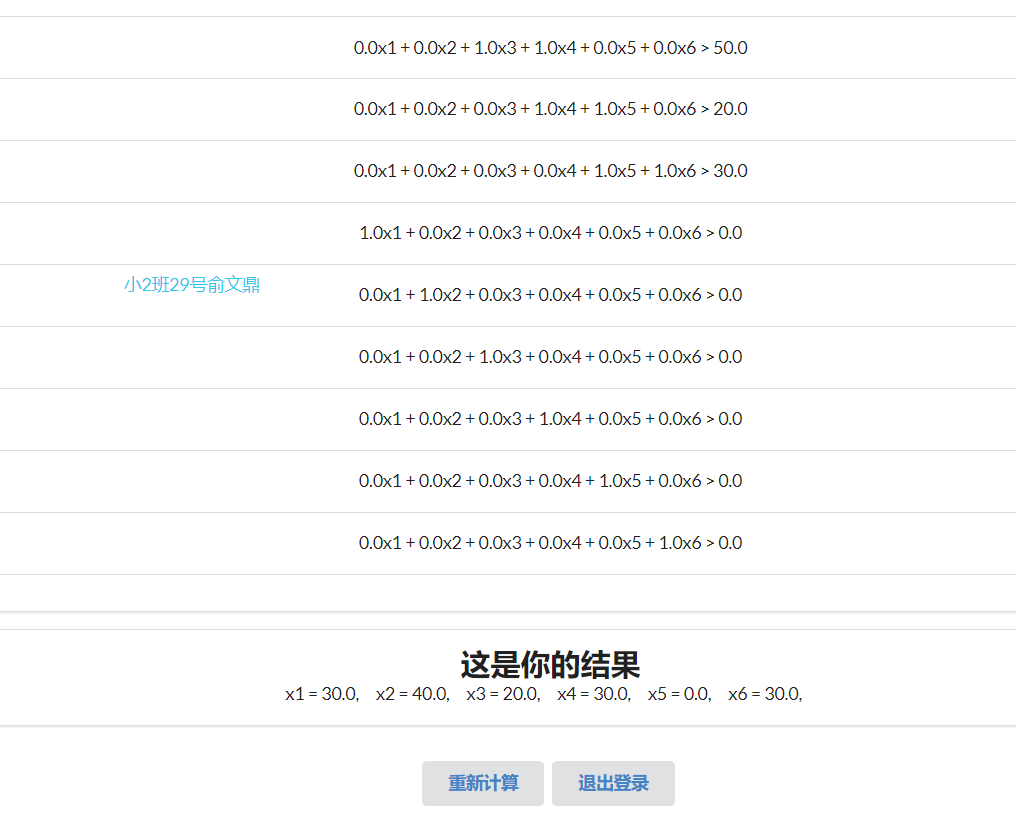 0.0x1 + 0.0x2 + 1.0x3 + 1.0x4 + 0.0x5 + 0.0x6 > 50.0
0.0x1 + 0.0x2 + 0.0x3 + 1.0x4 + 1.0x5 + 0.0x6 > 20.0
0.0x1 + 0.0x2 + 0.0x3 + 0.0x4 + 1.0x5 + 1.0x6 > 30.0
1.0x1 + 0.0x2 + 0.0x3 + 0.0x4 + 0.0x5 + 0.0x6 > 0.0
小2班29号俞文鼎
0.0x1 + 1.0x2 + 0.0x3 + 0.0x4 + 0.0x5 + 0.0x6 > 0.0
0.0x1 + 0.0x2 + 1.0x3 + 0.0x4 + 0.0x5 + 0.0x6 > 0.0
0.0x1 + 0.0x2 + 0.0x3 + 1.0x4 + 0.0x5 + 0.0x6 > 0.0
0.0x1 + 0.0x2 + 0.0x3 + 0.0x4 + 1.0x5 + 0.0x6 > 0.0
0.0x1 + 0.0x2 + 0.0x3 + 0.0x4 + 0.0x5 + 1.0x6 > 0.0
这是你的结果
x1 = 30.0, x2 = 40.0, x3 = 20.0, x4 = 30.0, x5 = 0.0, x6 = 30.0,
重新计算 退出登录